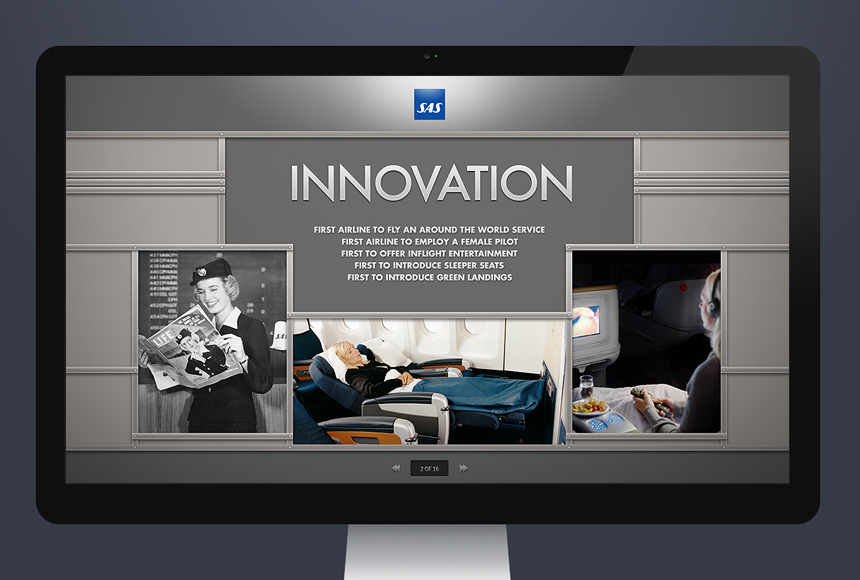 SAS
INNOVATION
FIRST AIRLINE TO FLY AN AROUND THE WORLD SERVICE
FIRST AIRLINE TO EMPLOY A FEMALE PILOT
FIRST TO OFFER INFLIGHT ENTERTAINMENT
FIRST TO INTRODUCE SLEEPER SEATS
FIRST TO INTRODUCE GREEN LANDINGS
LIFE
SAS
2 OF 16